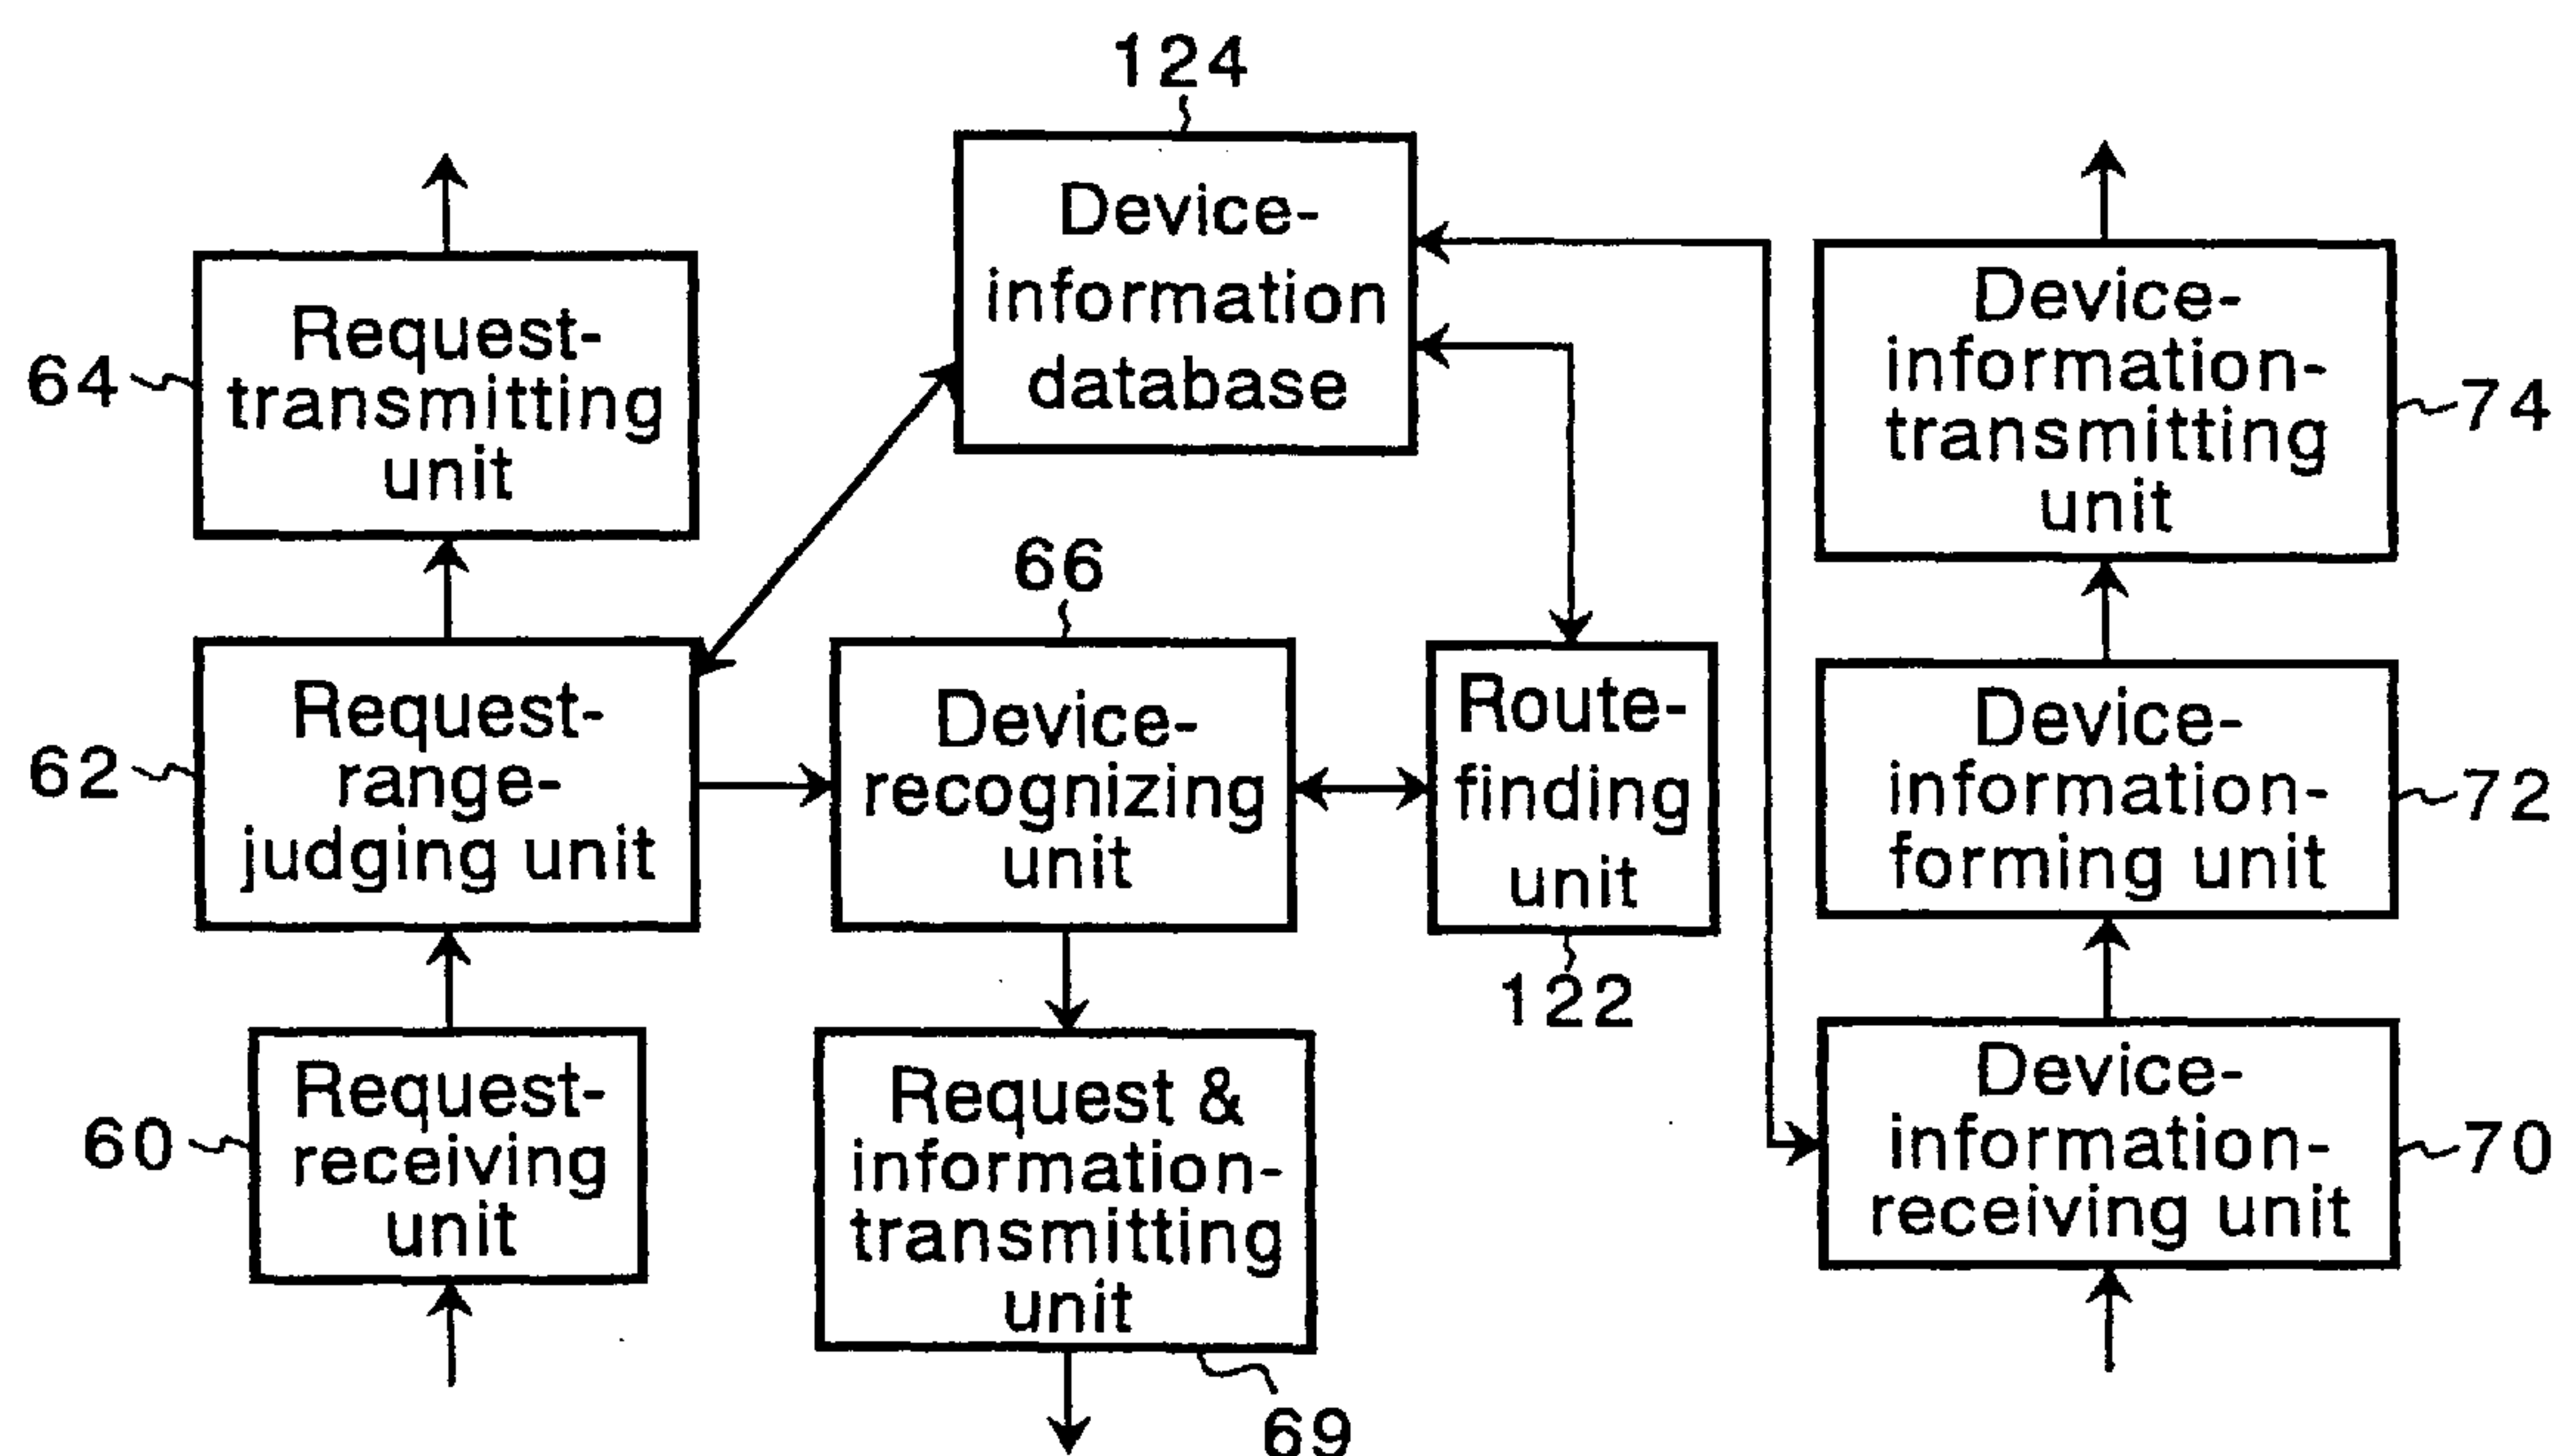 124
Device-
information
database
64
Request-
transmitting
unit
Device-
information-
transmitting
unit
74
66
62
Request-
range-
judging unit
Device-
recognizing
unit
Route-
finding
unit
122
Device-
information-
forming unit
72
60
Request-
receiving
unit
Request &
information-
transmitting
unit
69
Device-
information-
receiving unit
70